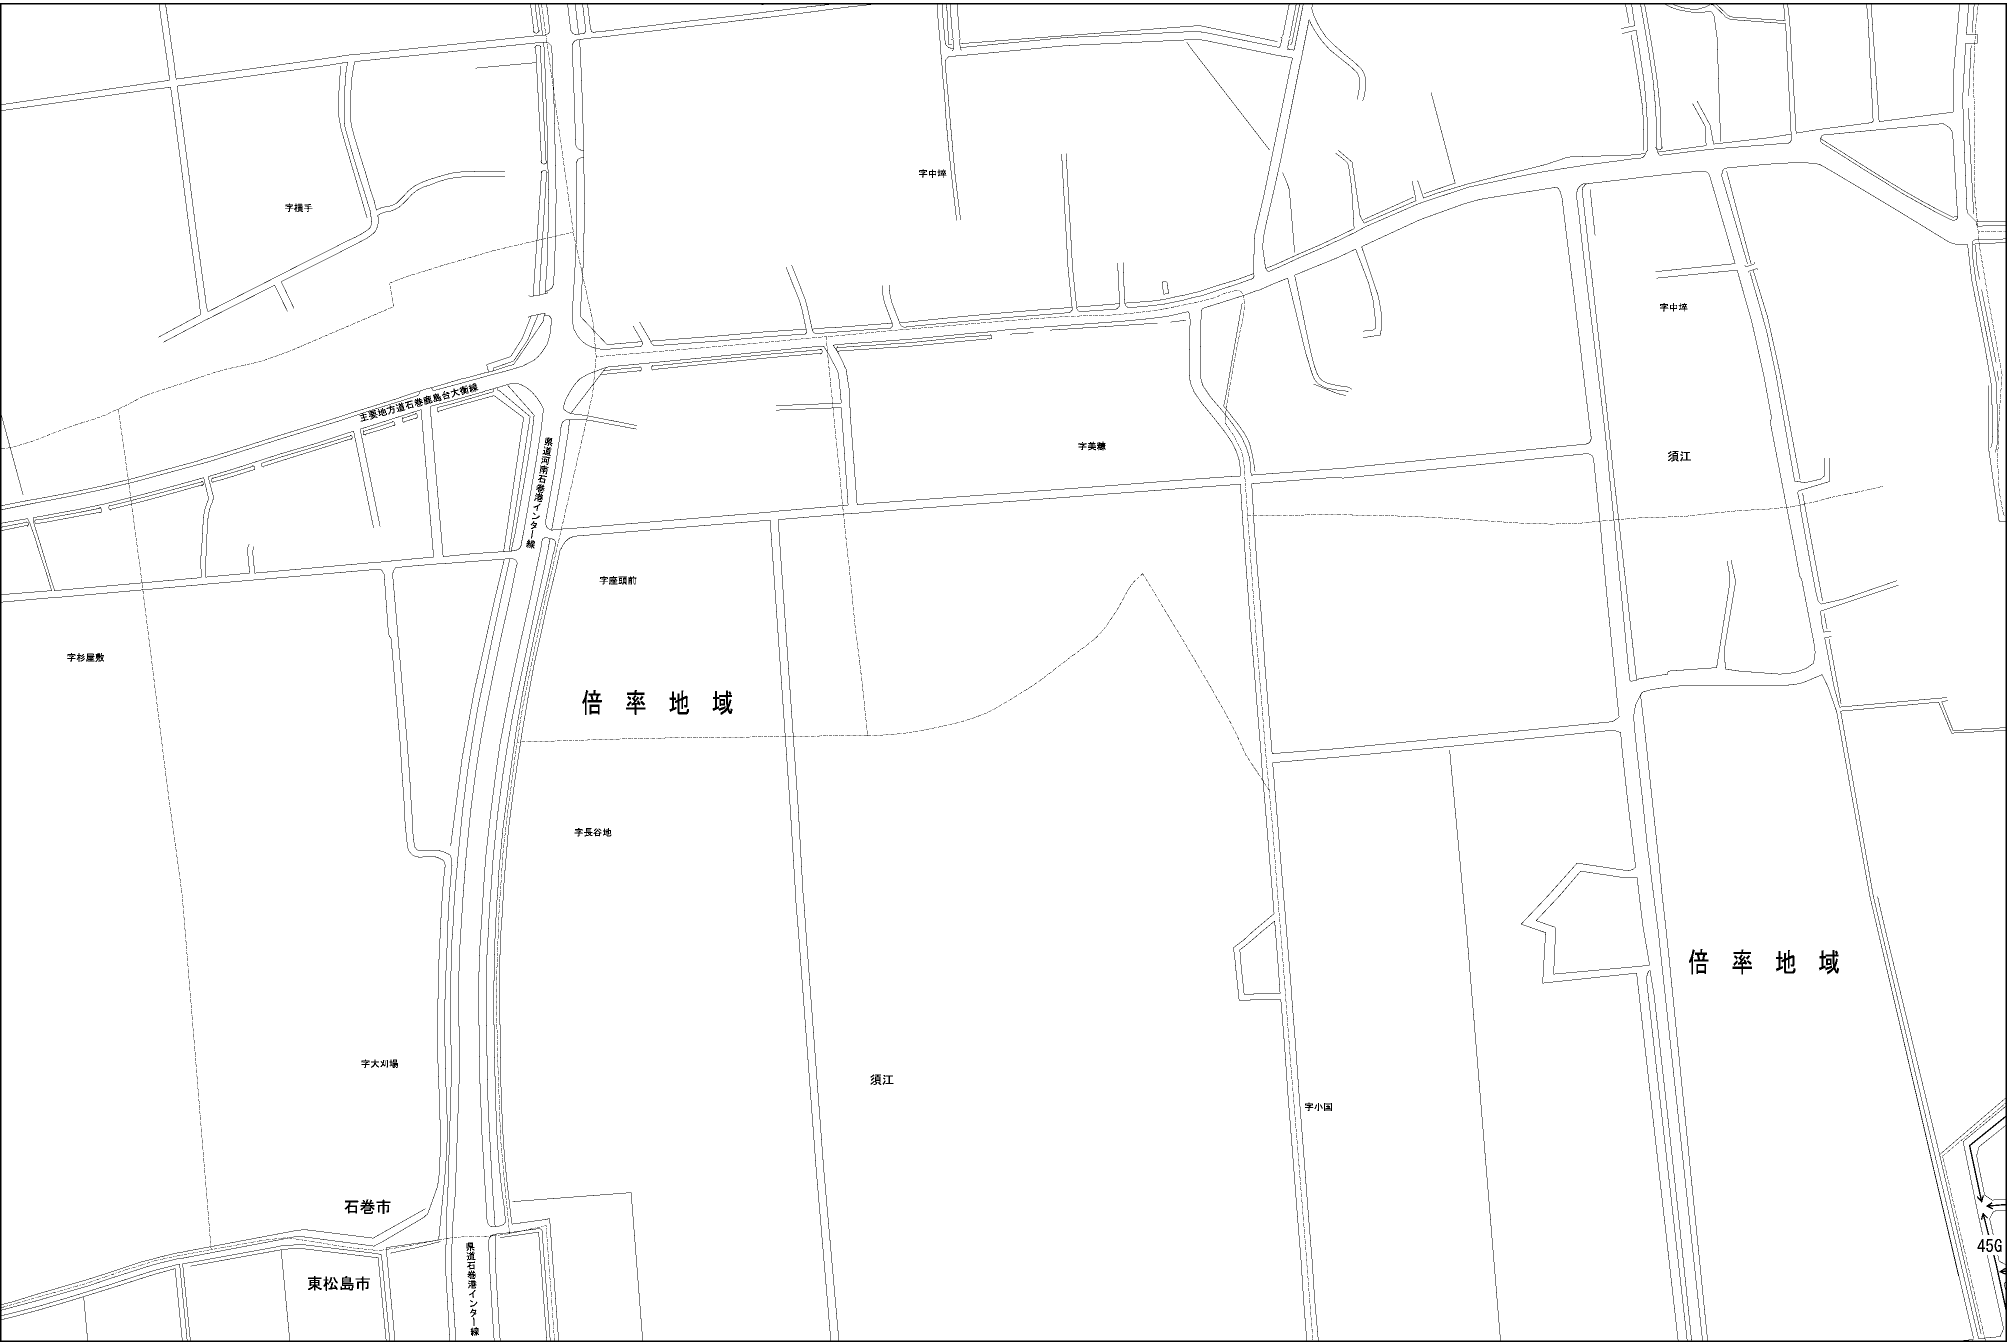 字中埣
字横手
字中埣
主要地方道石巻鹿島台大衡線
県道河南石巻港インター線
字美穂
須江
字座頭前
字杉屋敷
倍率地域
字長谷地
倍率地域
字大刈場
須江
字小国
石巻市
45G
県道石巻港インター線
東松島市